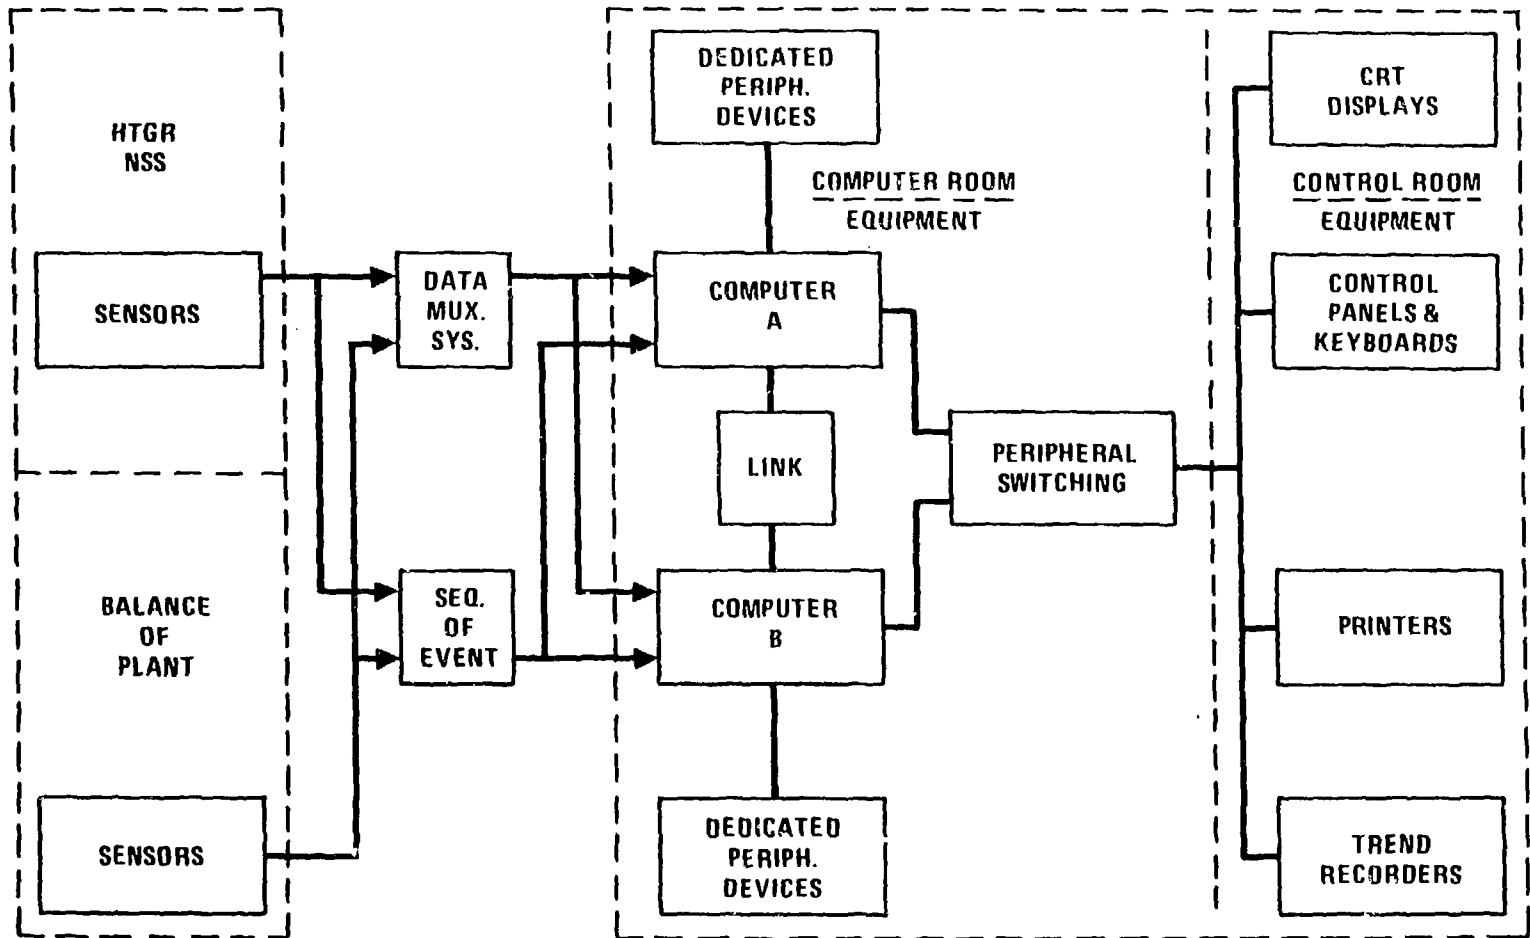 HTGR
NSS
SENSORS
BALANCE
OF
PLANT
SENSORS
DATA
MUX.
SYS.
SEQ.
OF
EVENT
DEDICATED
PERIPH.
DEVICES
COMPUTER ROOM
EQUIPMENT
COMPUTER
A
LINK
COMPUTER
B
DEDICATED
PERIPH.
DEVICES
PERIPHERAL
SWITCHING
CRT
DISPLAYS
CONTROL ROOM
EQUIPMENT
CONTROL
PANELS &
KEYBOARDS
PRINTERS
TREND
RECORDERS